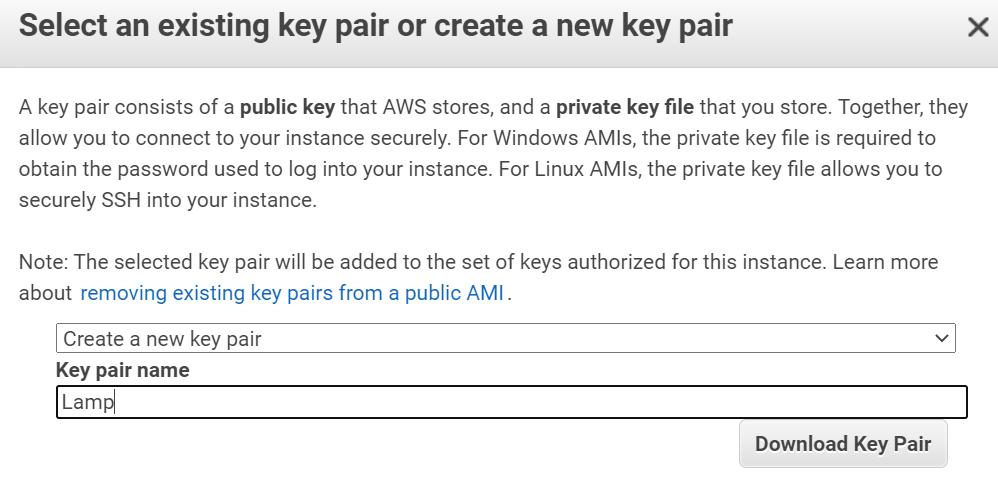 Select an existing key pair or create a new key pair
A key pair consists of a public key that AWS stores, and a private key file that you store. Together, they
allow you to connect to your instance securely. For Windows AMIs, the private key file is required to
obtain the password used to log into your instance. For Linux AMIs, the private key file allows you to
securely SSH into your instance.
Note: The selected key pair will be added to the set of keys authorized for this instance. Learn more
about removing existing key pairs from a public AMI .
Create a new key pair
Key pair name
Lamp
Download Key Pair